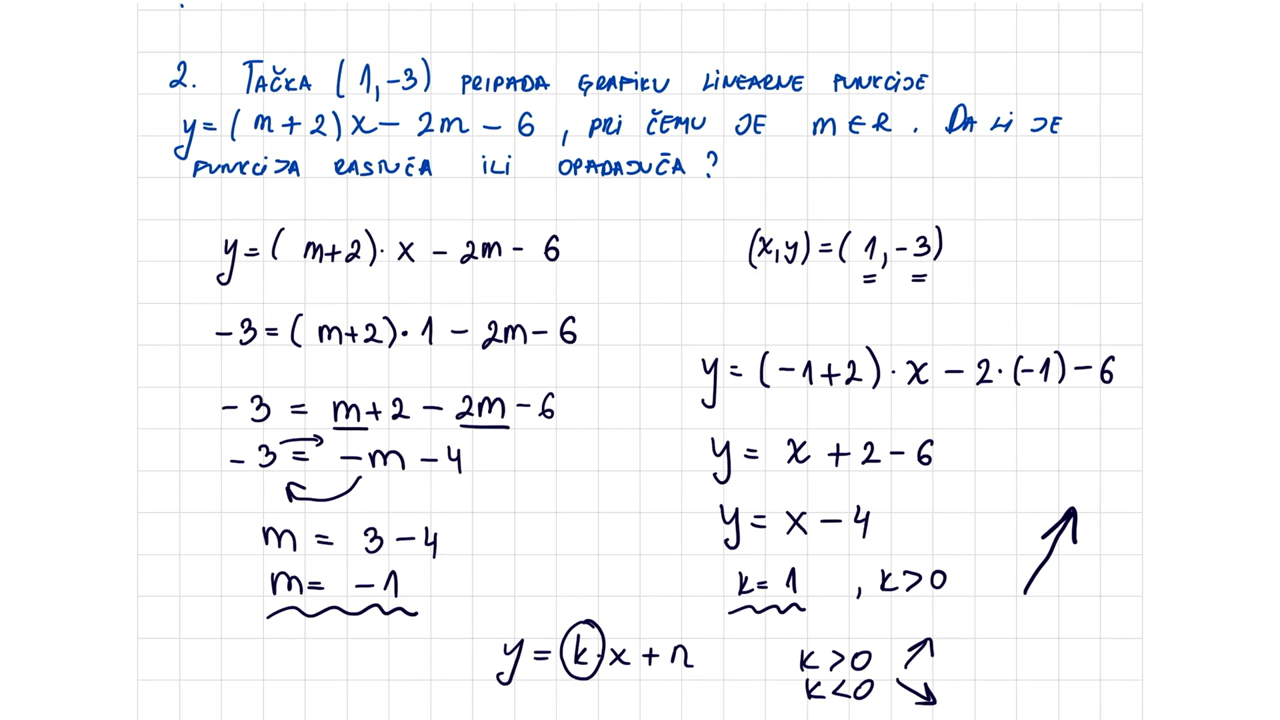 2. TAČKA (1,-3) PRIPADA GRAFIKU LINEARNE FUNKCIJE
y=(m+2)x-2m-6, PRI ČEMU JE m∈R. DA LI JE
FUNKCIJA RASTUĆA ILI OPADAJUĆA?
y=(m+2)·x-2m-6
(x,y)=(1,-3)
-3=(m+2)·1-2m-6
-3=m+2-2m-6
-3=-m-4
m=3-4
m=-1
y=(-1+2)·x-2·(-1)-6
y=x+2-6
y=x-4
k=1, k>0
y=k·x+n
k>0
k<0